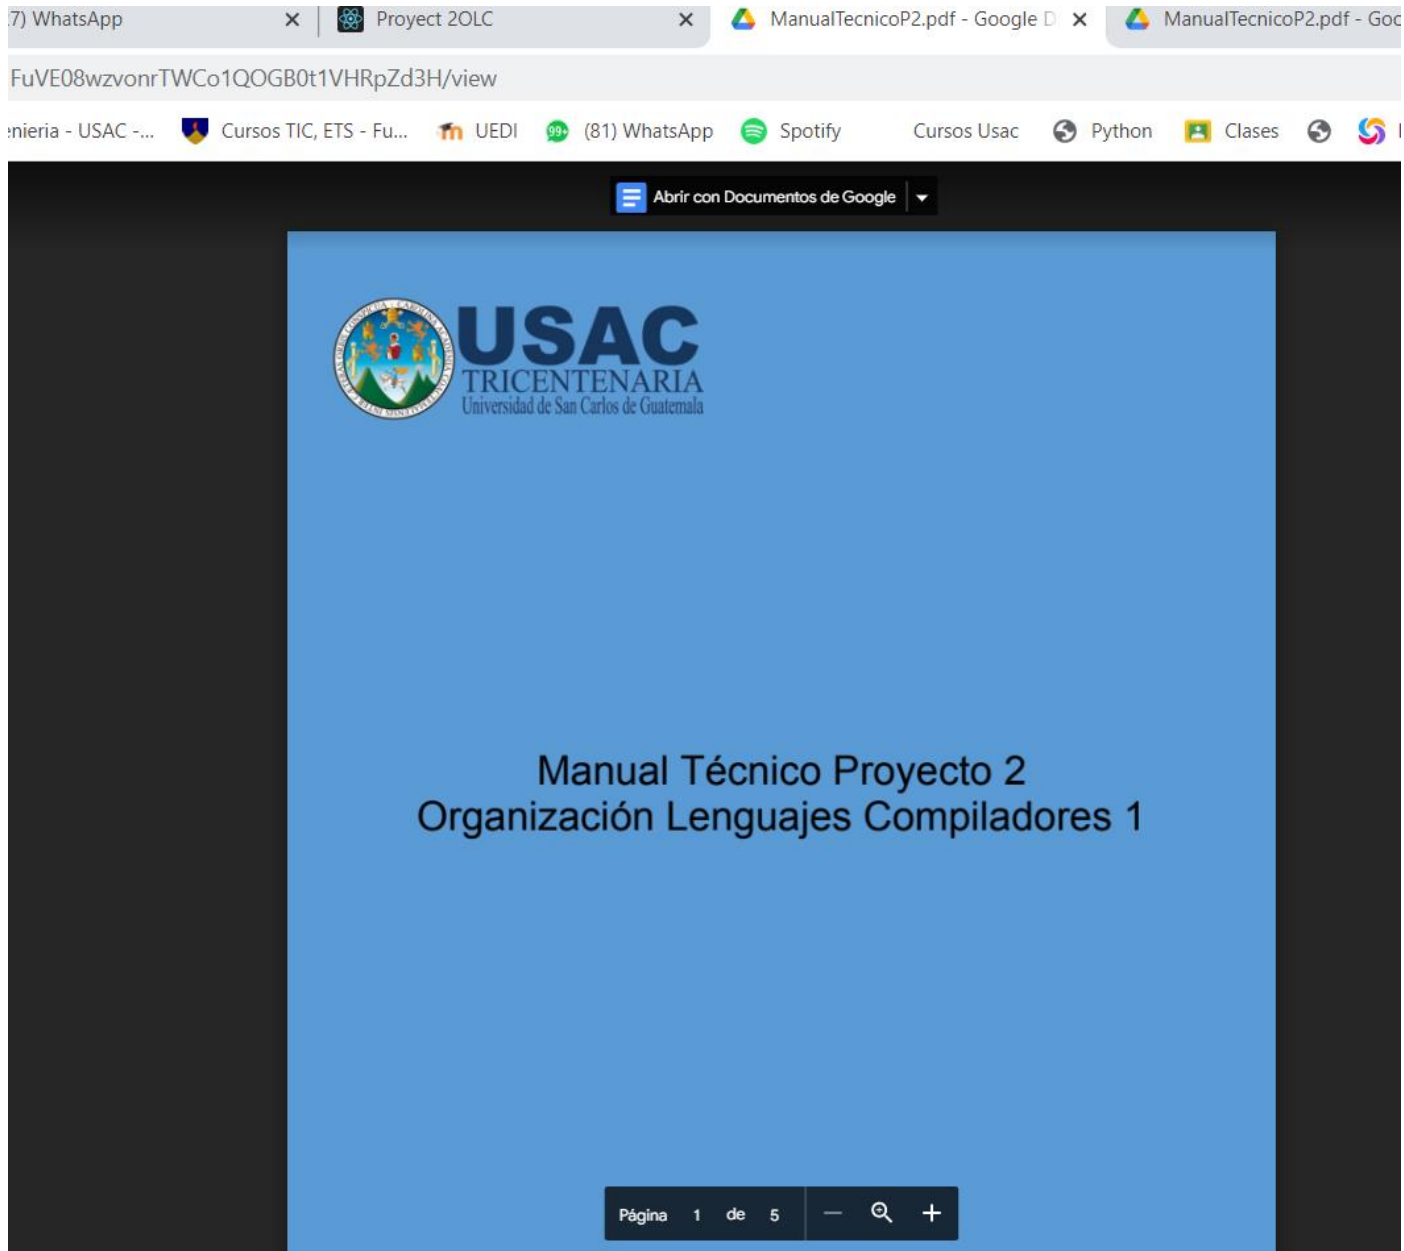 7) WhatsApp
Proyect 2OLC
ManualTecnicoP2.pdf - Google D
ManualTecnicoP2.pdf - Goo
FuVE08wzvonrTWCo1QOGB0t1VHRpZd3H/view
enieria - USAC -...
Cursos TIC, ETS - Fu...
UEDI
99+
(81) WhatsApp
Spotify
Cursos Usac
Python
Clases
Abrir con Documentos de Google
USAC
TRICENTENARIA
Universidad de San Carlos de Guatemala
Manual Técnico Proyecto 2
Organización Lenguajes Compiladores 1
Página 1 de 5